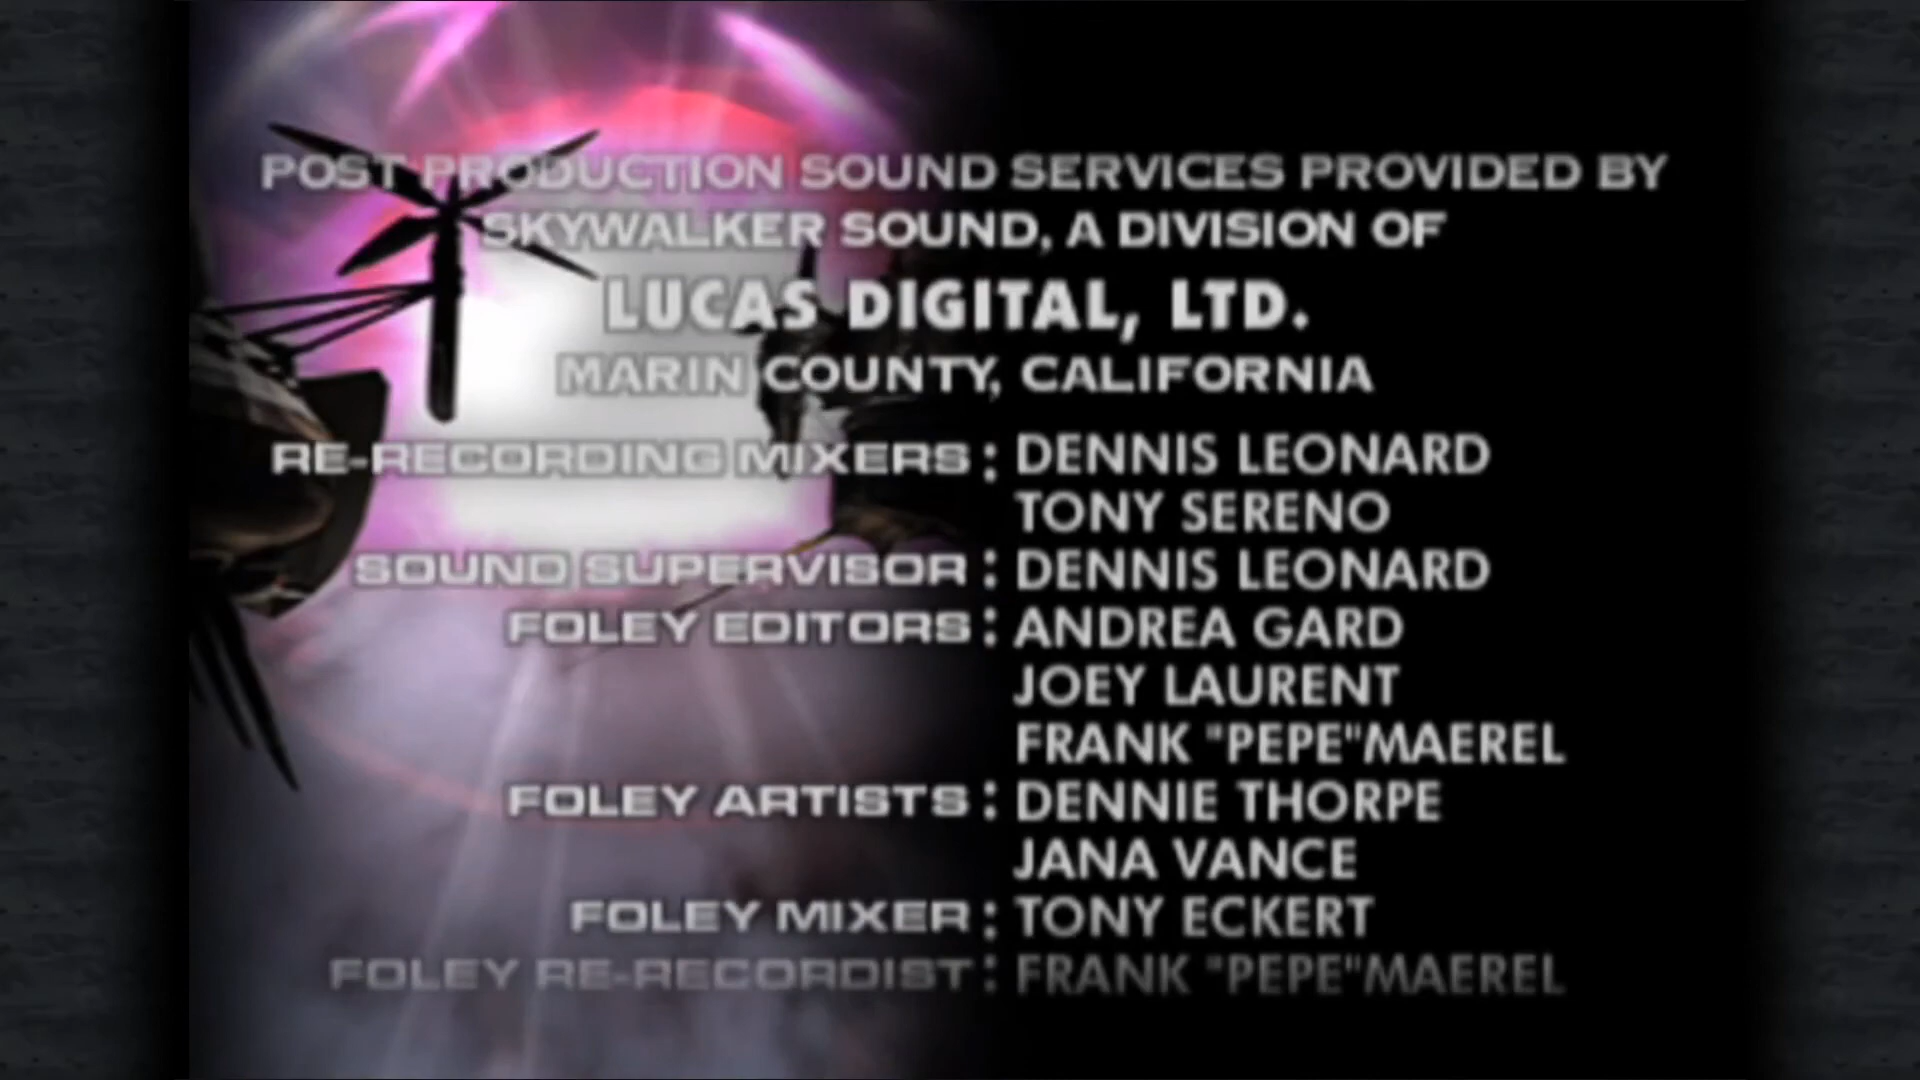 POST PRODUCTION SOUND SERVICES PROVIDED BY
SKYWALKER SOUND, A DIVISION OF
LUCAS DIGITAL, LTD.
MARIN COUNTY, CALIFORNIA
RE-RECORDING MIXERS : DENNIS LEONARD
TONY SERENO
SOUND SUPERVISOR : DENNIS LEONARD
FOLEY EDITORS : ANDREA GARD
JOEY LAURENT
FRANK "PEPE"MAEREL
FOLEY ARTISTS : DENNIE THORPE
JANA VANCE
FOLEY MIXER : TONY ECKERT
FOLEY RE-RECORDIST : FRANK "PEPE"MAEREL